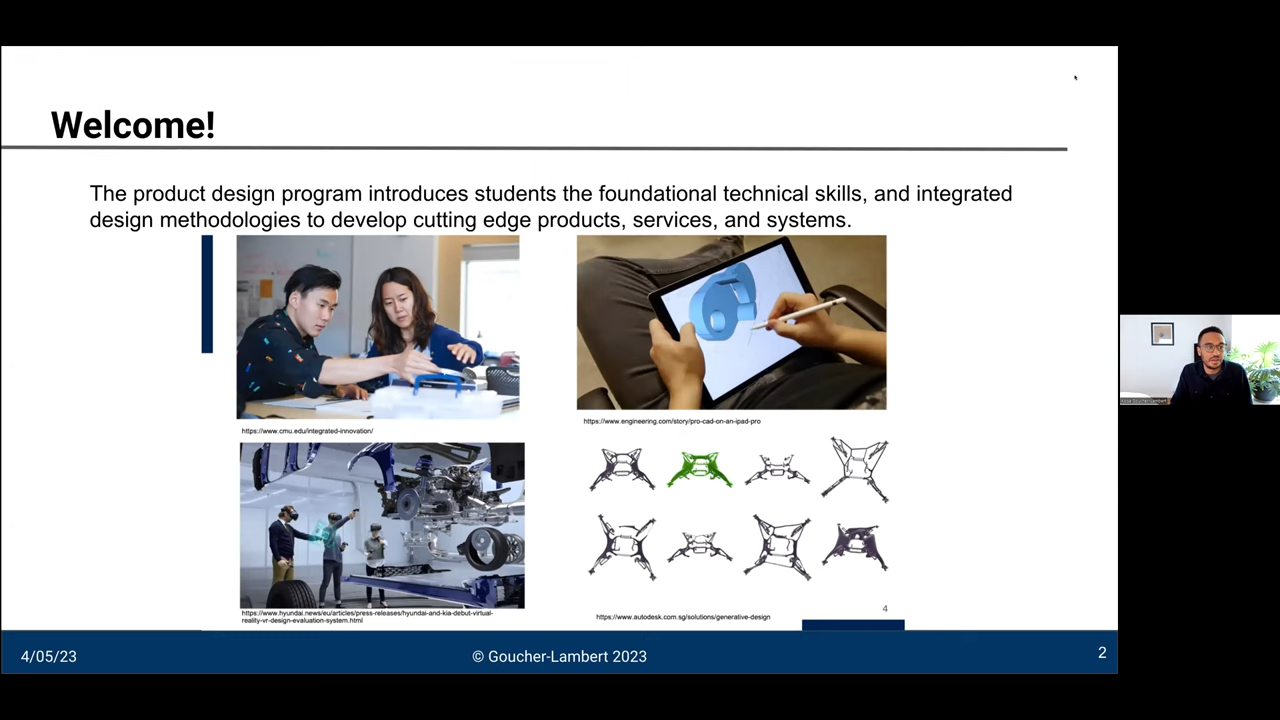 Welcome!
The product design program introduces students the foundational technical skills, and integrated
design methodologies to develop cutting edge products, services, and systems.
https://www.cmu.edu/integrated-innovation/
https://www.engineering.com/story/pro-cad-on-an-ipad-pro
https://www.hyundai.news/eu/articles/press-releases/hyundai-and-kia-debut-virtual-
reality-vr-design-evaluation-system.html
4
https://www.autodesk.com.sg/solutions/generative-design
4/05/23
© Goucher-Lambert 2023
2
Goucher-Lambert